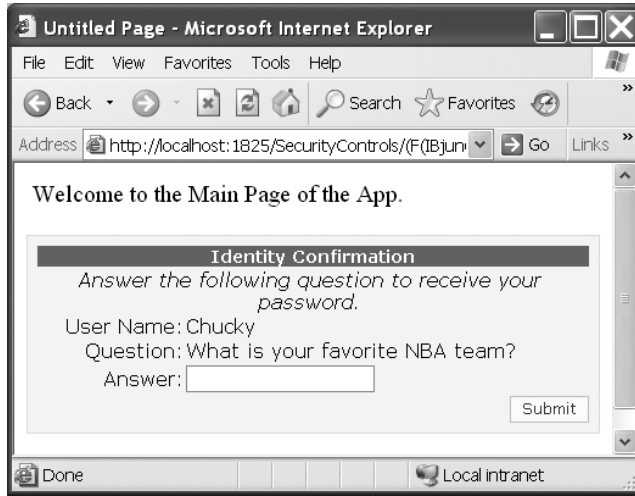 Untitled Page - Microsoft Internet Explorer
File Edit View Favorites Tools Help
Back Search Favorites »
Address http://localhost:1825/SecurityControls/(F(IBjun Go Links »
Welcome to the Main Page of the App.
Identity Confirmation
Answer the following question to receive your
password.
User Name: Chucky
Question: What is your favorite NBA team?
Answer:
Submit
Done Local intranet